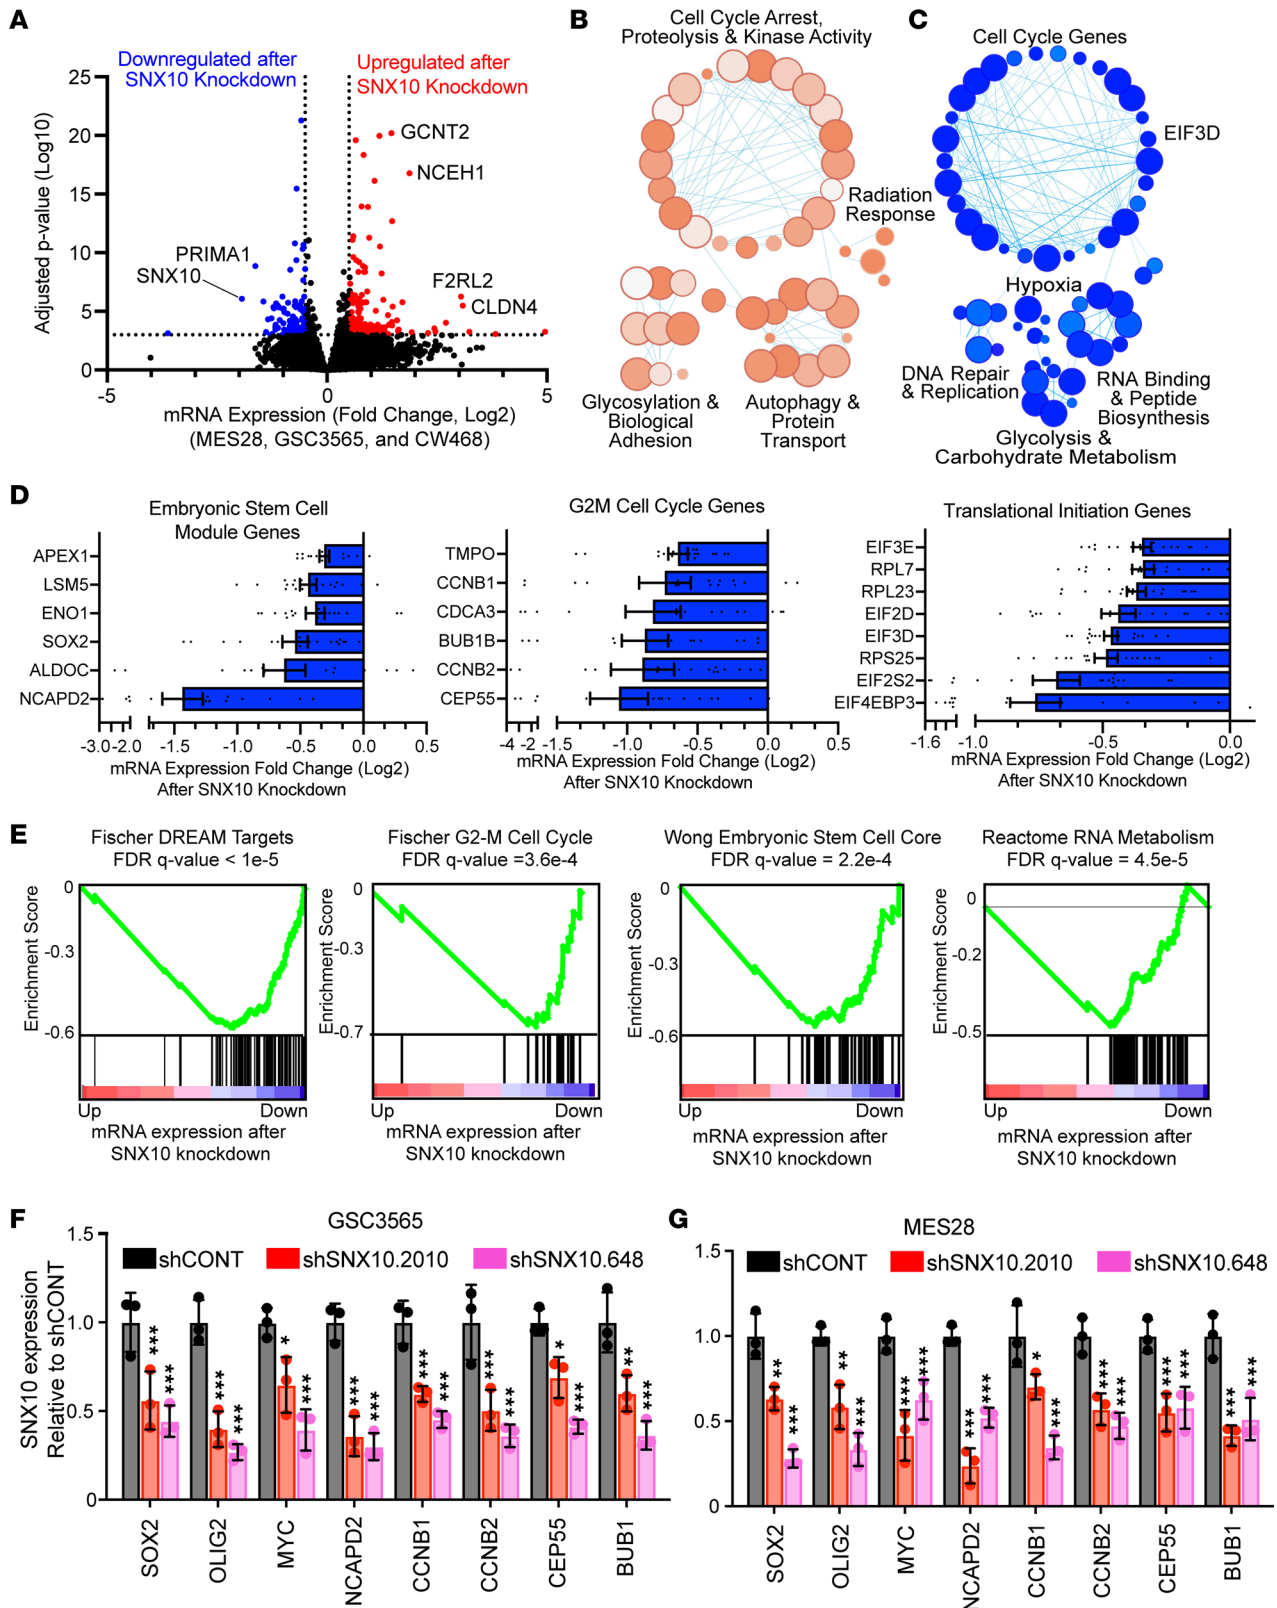 A
Downregulated after
SNX10 Knockdown
Upregulated after
SNX10 Knockdown
25
20
15
10
5
0
Adjusted p-value (Log10)
GCNT2
NCEH1
PRIMA1
SNX10
F2RL2
CLDN4
-5
0
5
mRNA Expression (Fold Change, Log2)
(MES28, GSC3565, and CW468)
B
Cell Cycle Arrest,
Proteolysis & Kinase Activity
Radiation
Response
Glycosylation &
Biological
Adhesion
Autophagy &
Protein
Transport
C
Cell Cycle Genes
EIF3D
Hypoxia
DNA Repair
& Replication
RNA Binding
& Peptide
Biosynthesis
Glycolysis &
Carbohydrate Metabolism
D
Embryonic Stem Cell
Module Genes
APEX1
LSM5
ENO1
SOX2
ALDOC
NCAPD2
-3.0
-2.0
-1.5
-1.0
-0.5
0.0
0.5
mRNA Expression Fold Change (Log2)
After SNX10 Knockdown
G2M Cell Cycle Genes
TMPO
CCNB1
CDCA3
BUB1B
CCNB2
CEP55
-4
-2
-1.0
-0.5
0.0
0.5
mRNA Expression Fold Change (Log2)
After SNX10 Knockdown
Translational Initiation Genes
EIF3E
RPL7
RPL23
EIF2D
EIF3D
RPS25
EIF2S2
EIF4EBP3
-1.6
-1.0
-0.5
0.0
mRNA Expression Fold Change (Log2)
After SNX10 Knockdown
E
Fischer DREAM Targets
FDR q-value < 1e-5
Enrichment Score
0
-0.3
-0.6
Up
Down
mRNA expression after
SNX10 knockdown
Fischer G2-M Cell Cycle
FDR q-value =3.6e-4
Enrichment Score
0
-0.3
-0.7
Up
Down
mRNA expression after
SNX10 knockdown
Wong Embryonic Stem Cell Core
FDR q-value = 2.2e-4
Enrichment Score
0
-0.3
-0.6
Up
Down
mRNA expression after
SNX10 knockdown
Reactome RNA Metabolism
FDR q-value = 4.5e-5
Enrichment Score
0
-0.2
-0.5
Up
Down
mRNA expression after
SNX10 knockdown
F
GSC3565
shCONT
shSNX10.2010
shSNX10.648
SNX10 expression
Relative to shCONT
1.5
1.0
0.5
0
***
***
***
***
*
***
***
***
***
***
***
***
*
***
**
***
SOX2
OLIG2
MYC
NCAPD2
CCNB1
CCNB2
CEP55
BUB1
G
MES28
shCONT
shSNX10.2010
shSNX10.648
1.5
1.0
0.5
0
**
***
**
***
***
***
***
***
*
***
***
***
***
***
***
***
SOX2
OLIG2
MYC
NCAPD2
CCNB1
CCNB2
CEP55
BUB1